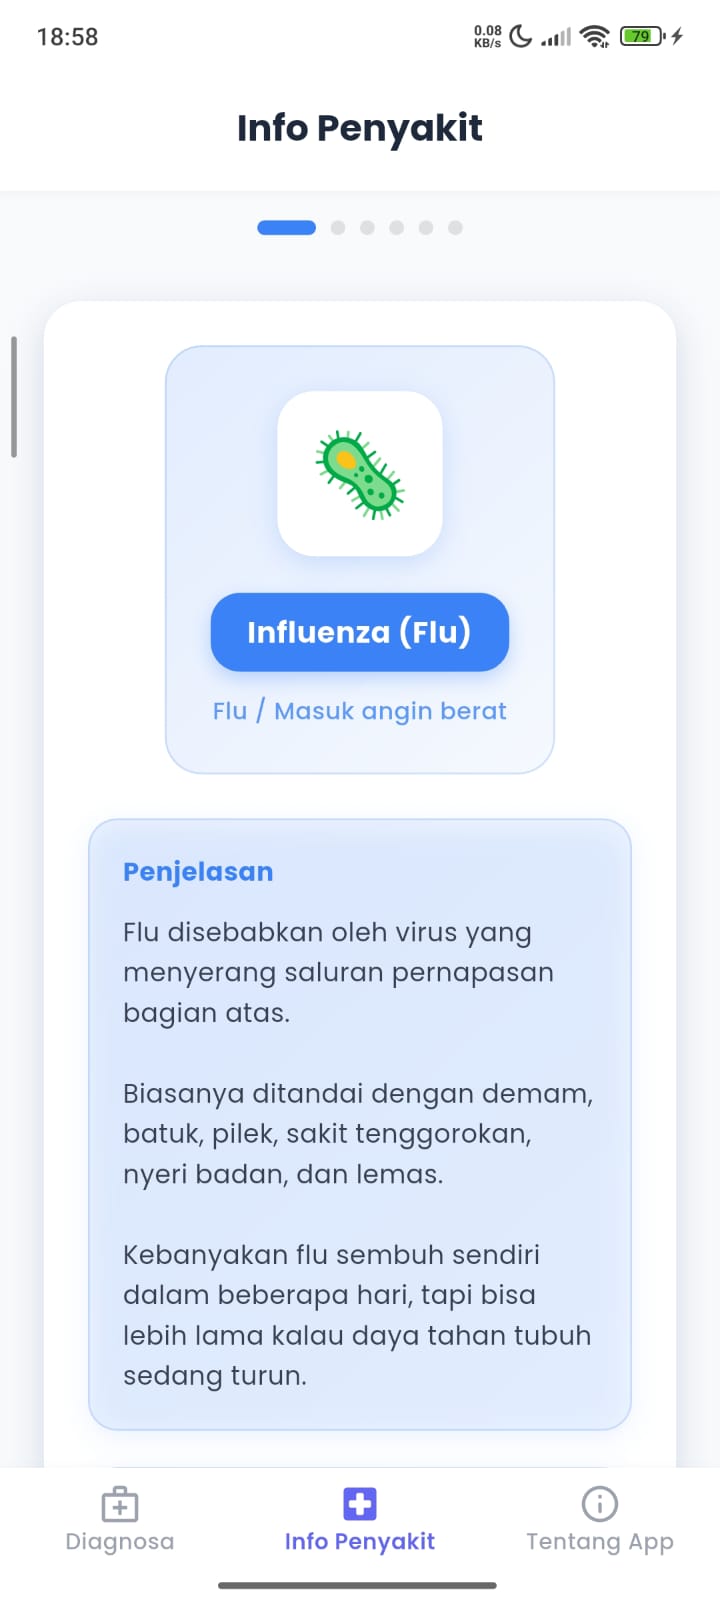 18:58
0.08
KB/s
79
Info Penyakit
Influenza (Flu)
Flu / Masuk angin berat
Penjelasan
Flu disebabkan oleh virus yang
menyerang saluran pernapasan
bagian atas.
Biasanya ditandai dengan demam,
batuk, pilek, sakit tenggorokan,
nyeri badan, dan lemas.
Kebanyakan flu sembuh sendiri
dalam beberapa hari, tapi bisa
lebih lama kalau daya tahan tubuh
sedang turun.
Diagnosa
Info Penyakit
Tentang App